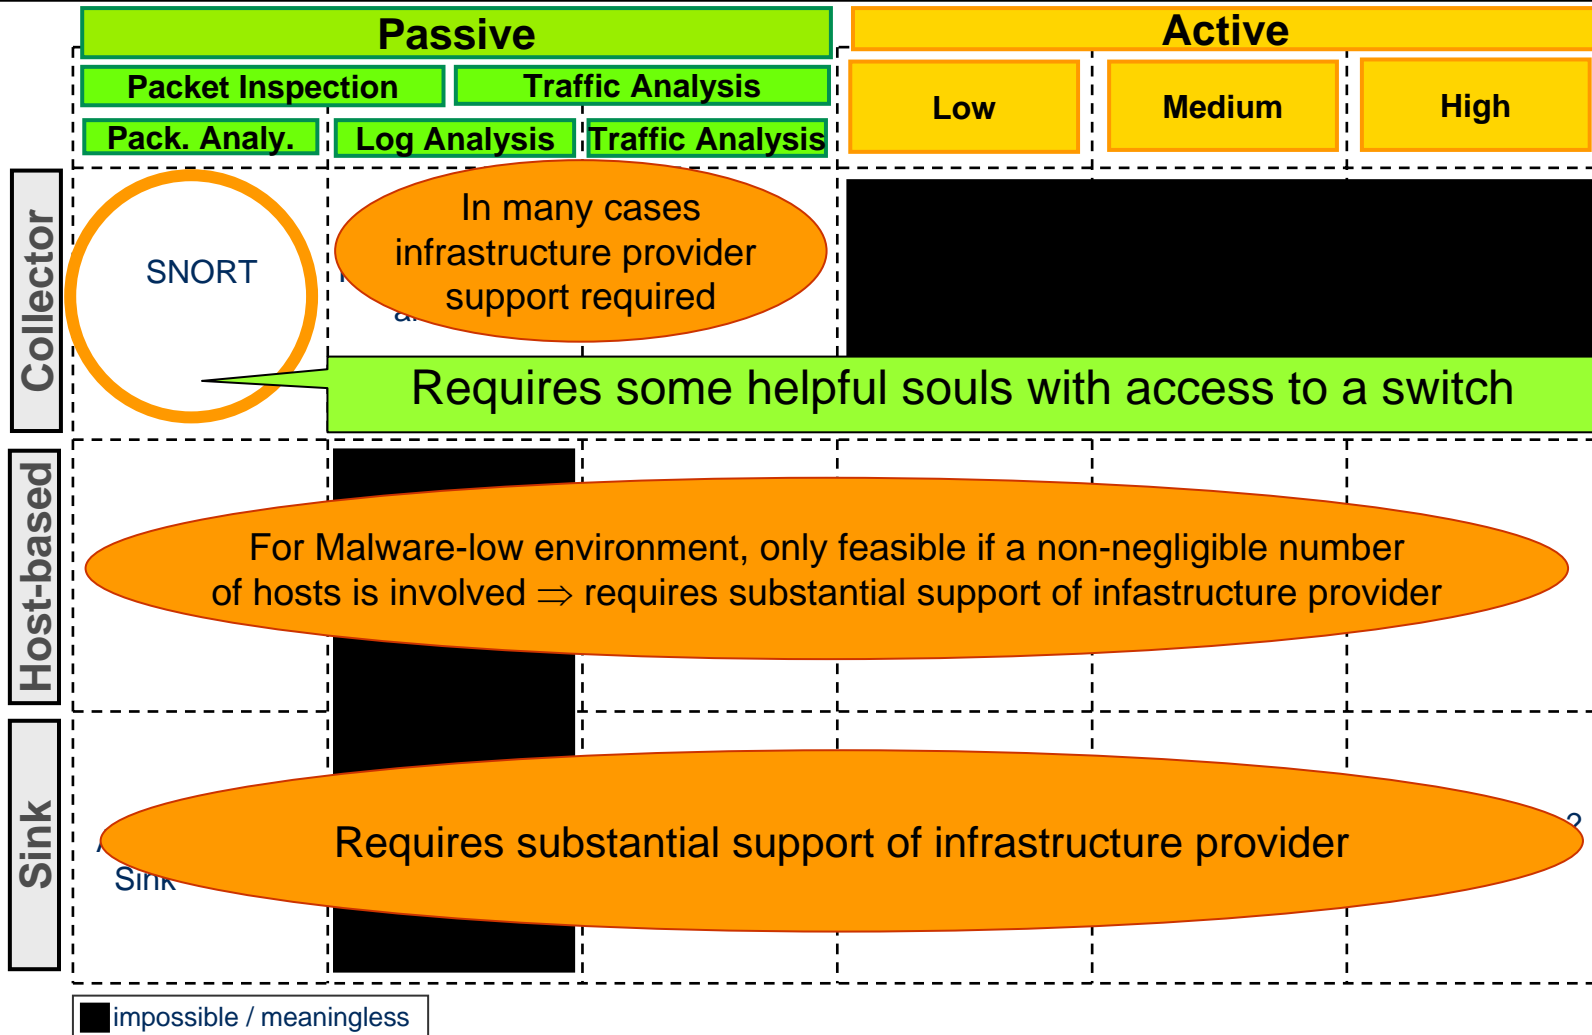 Passive
Active
Packet Inspection
Traffic Analysis
Low
Medium
High
Pack. Analy.
Log Analysis
Traffic Analysis
Collector
SNORT
In many cases
infrastructure provider
support required
Requires some helpful souls with access to a switch
Host-based
For Malware-low environment, only feasible if a non-negligible number
of hosts is involved ⇒ requires substantial support of infastructure provider
Sink
Requires substantial support of infrastructure provider
Sink
impossible / meaningless